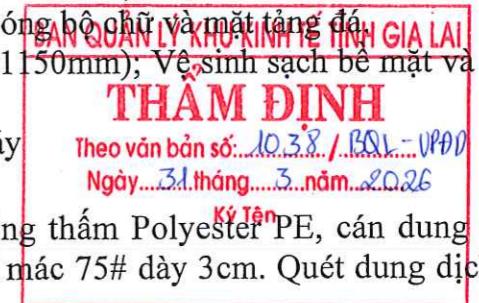 óng bộ chữ và mặt tảng đá.
BAN QUẢN LÝ KHU KINH TẾ TỈNH GIA LAI
1150mm); Vệ sinh sạch bề mặt và
THẨM ĐỊNH
áy
Theo văn bản số: 1038 / BQL-VPĐD
Ngày 31 tháng 3 năm 2026
Ký Tên
ng thấm Polyester PE, cán dung
mác 75# dày 3cm. Quét dung dịc